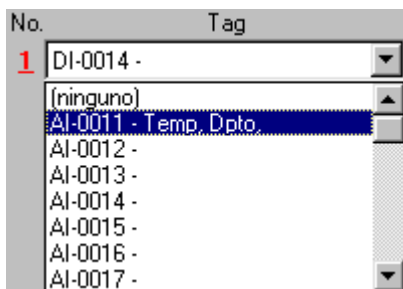 No. Tag
1 DI-0014 -
(ninguno)
AI-0011 - Temp, Dpto,
AI-0012 -
AI-0013 -
AI-0014 -
AI-0015 -
AI-0016 -
AI-0017 -